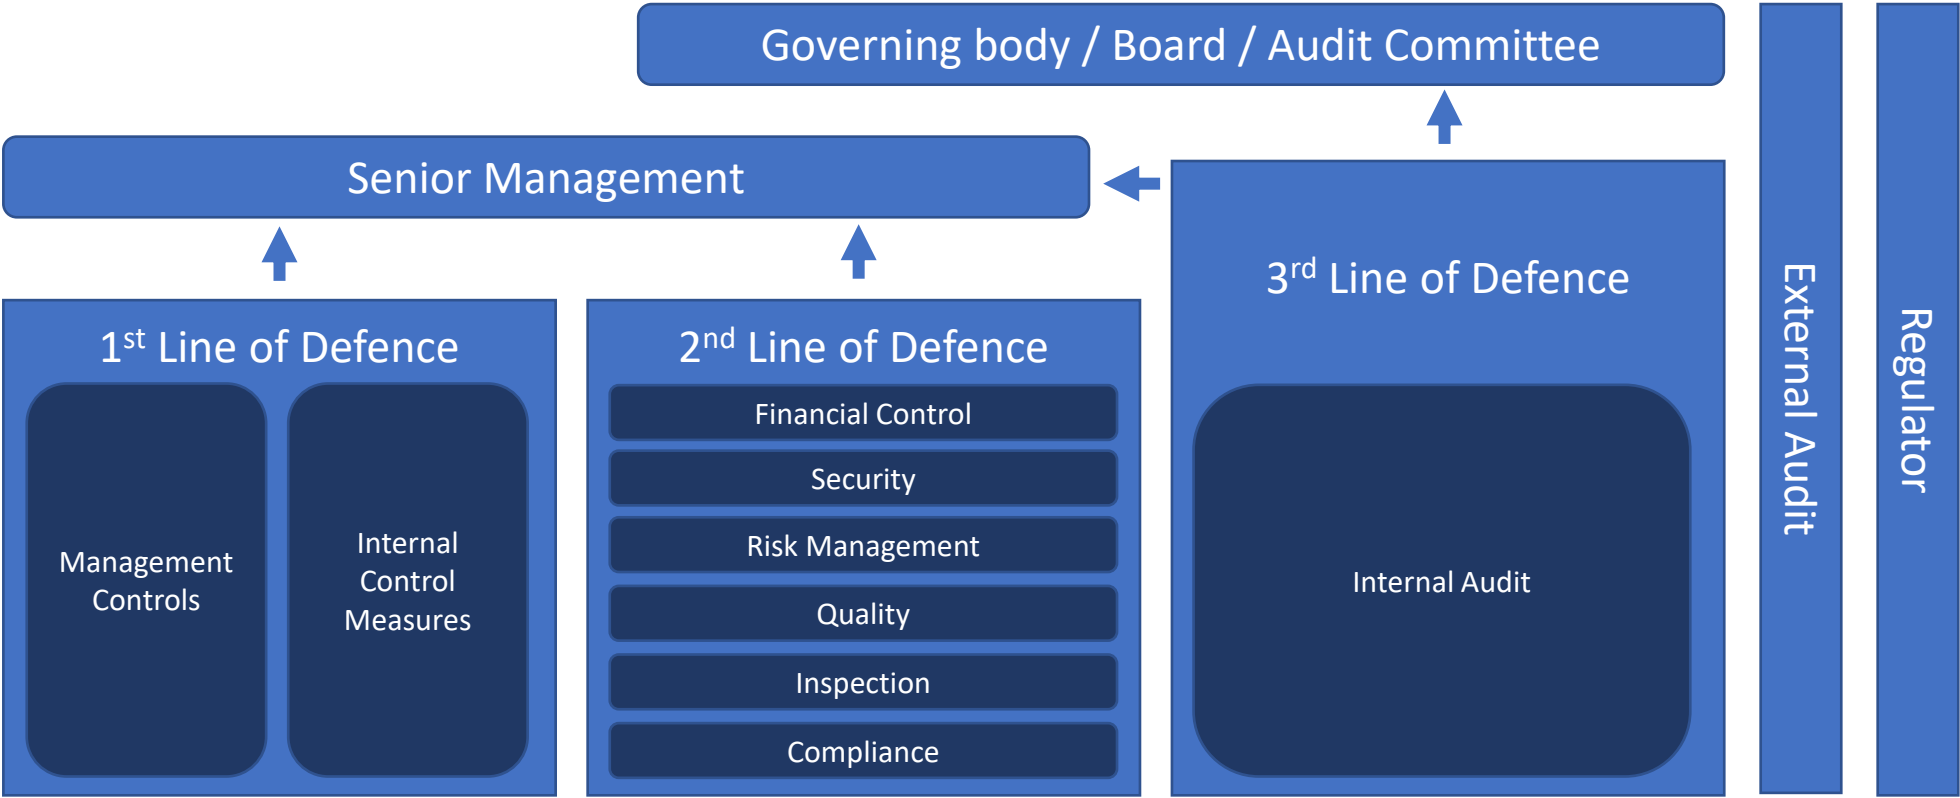 Governing body / Board / Audit Committee
Senior Management
1st Line of Defence
Management
Controls
Internal
Control
Measures
2nd Line of Defence
Financial Control
Security
Risk Management
Quality
Inspection
Compliance
3rd Line of Defence
Internal Audit
External Audit
Regulator